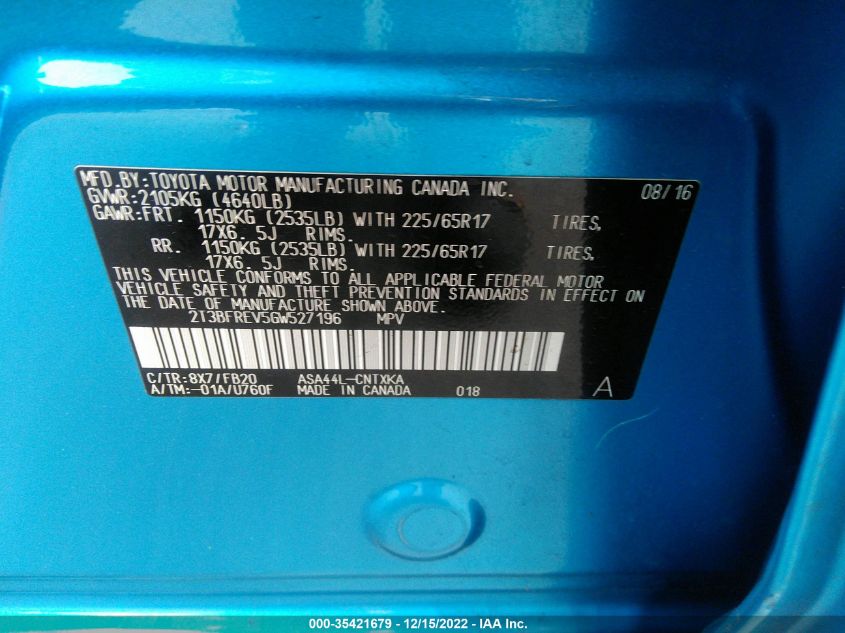 MFD.BY:TOYOTA MOTOR MANUFACTURING CANADA INC. 08/16
GVWR:2105KG (4640LB)
GAWR:FRT. 1150KG (2535LB) WITH 225/65R17 TIRES,
17X6.5J RIMS.
RR. 1150KG (2535LB) WITH 225/65R17 TIRES,
17X6.5J RIMS.
THIS VEHICLE CONFORMS TO ALL APPLICABLE FEDERAL MOTOR
VEHICLE SAFETY AND THEFT PREVENTION STANDARDS IN EFFECT ON
THE DATE OF MANUFACTURE SHOWN ABOVE.
2T3BFREV5GW527196 MPV
C/TR:8X7/FB20 ASA44L-CNTXKA
A/TM:-01A/U760F MADE IN CANADA 018 A
000-35421679 - 12/15/2022 - IAA Inc.